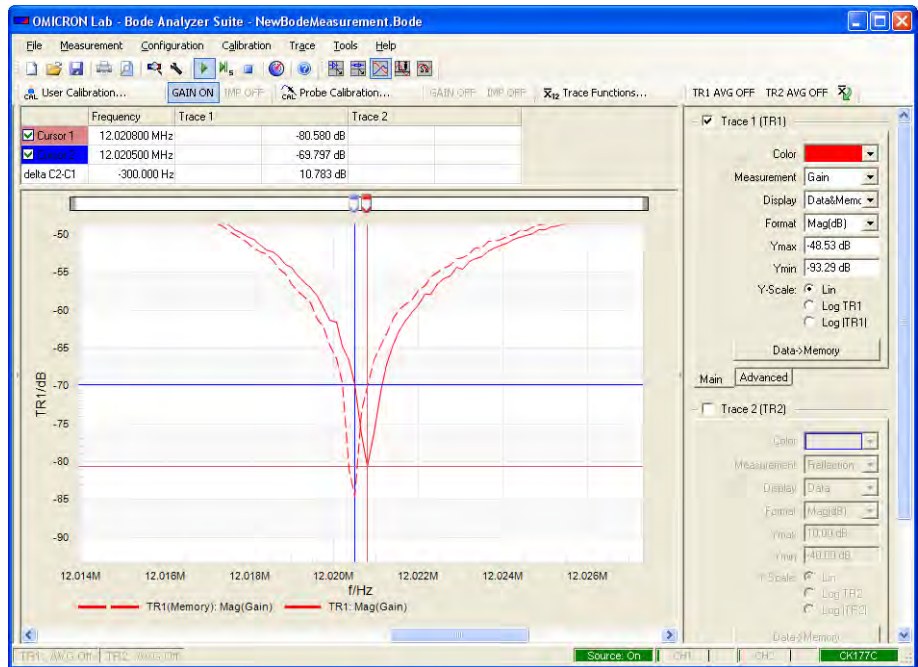 OMICRON Lab - Bode Analyzer Suite - NewBodeMeasurement.Bode
File Measurement Configuration Calibration Trace Tools Help
CAL User Calibration... GAIN ON IMP OFF CAL Probe Calibration... GAIN OFF IMP OFF X12 Trace Functions... TR1 AVG OFF TR2 AVG OFF
Frequency Trace 1 Trace 2
Cursor 1 12.020800 MHz -80.580 dB
Cursor 2 12.020500 MHz -69.797 dB
delta C2-C1 -300.000 Hz 10.783 dB
Trace 1 (TR1)
Color
Measurement Gain
Display Data&Memc
Format Mag(dB)
Ymax -48.53 dB
Ymin -93.29 dB
Y-Scale: Lin
Log TR1
Log |TR1|
Data->Memory
Main Advanced
Trace 2 (TR2)
Color
Measurement Reflection
Display Data
Format Mag(dB)
Ymax 10.00 dB
Ymin -40.00 dB
Y-Scale: Lin
Log TR2
Log |TR2|
Data->Memory
TR1/dB
-50
-55
-60
-65
-70
-75
-80
-85
-90
12.014M 12.016M 12.018M 12.020M 12.022M 12.024M 12.026M
f/Hz
TR1(Memory): Mag(Gain) TR1: Mag(Gain)
TR1: AVG Off TR2: AVG Off Source: On CH1 CH2 CK177C